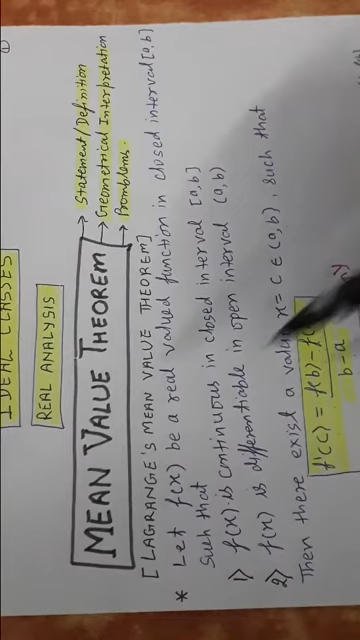 IDEAL CLASSES
REAL ANALYSIS
MEAN VALUE THEOREM
→ Statement/Definition
→ Geometrical Interpretation
→ Bromblems.
[LAGRANGE'S MEAN VALUE THEOREM]
* Let f(x) be a real valued function in closed interval [a,b]
Such that
1) f(x) is continuous in closed interval [a,b]
2) f(x) is differentiable in open interval (a,b)
Then there exist a value x = c ∈ (a,b), such that
f'(c) = f(b) - f(
b-a